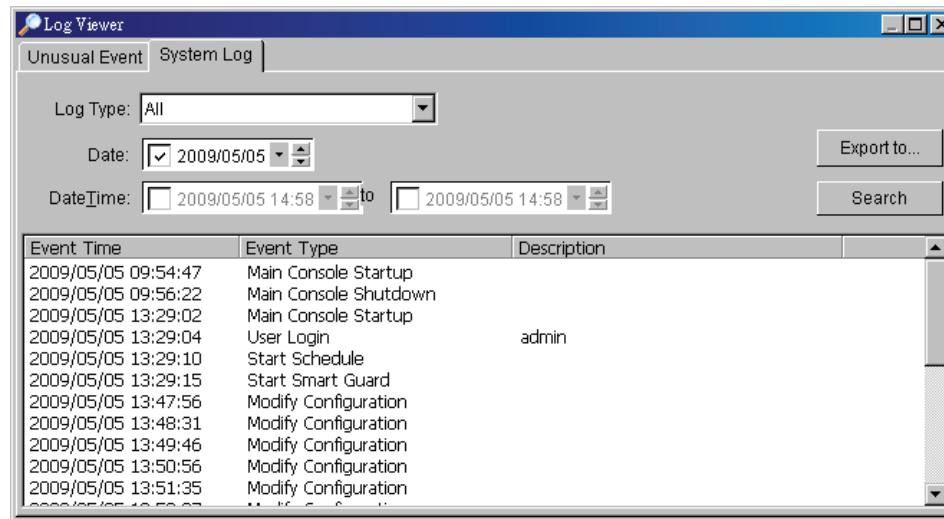 Log Viewer
Unusual Event System Log
Log Type: All
Date: 2009/05/05
Export to...
DateTime: 2009/05/05 14:58 to 2009/05/05 14:58
Search
Event Time Event Type Description
2009/05/05 09:54:47 Main Console Startup
2009/05/05 09:56:22 Main Console Shutdown
2009/05/05 13:29:02 Main Console Startup
2009/05/05 13:29:04 User Login admin
2009/05/05 13:29:10 Start Schedule
2009/05/05 13:29:15 Start Smart Guard
2009/05/05 13:47:56 Modify Configuration
2009/05/05 13:48:31 Modify Configuration
2009/05/05 13:49:46 Modify Configuration
2009/05/05 13:50:56 Modify Configuration
2009/05/05 13:51:35 Modify Configuration